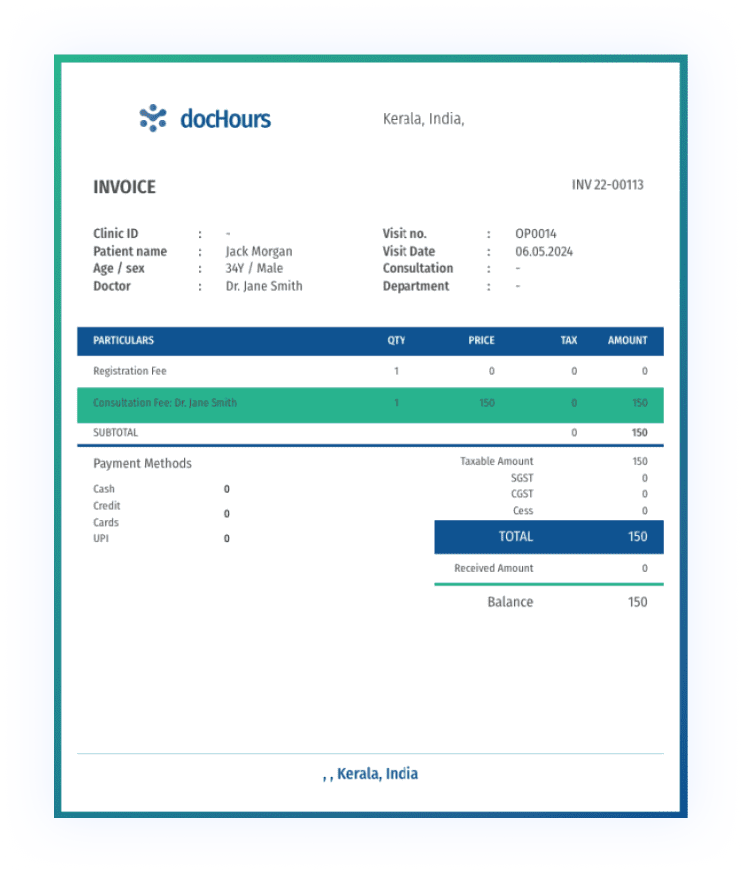 docHours
Kerala, India,
INVOICE
INV 22-00113
Clinic ID : - Visit no. : OP0014
Patient name : Jack Morgan Visit Date : 06.05.2024
Age / sex : 34Y / Male Consultation : -
Doctor : Dr. Jane Smith Department : -
PARTICULARS QTY PRICE TAX AMOUNT
Registration Fee 1 0 0 0
Consultation Fee: Dr. Jane Smith 1 150 0 150
SUBTOTAL 0 150
Payment Methods
Cash 0
Credit
Cards 0
UPI 0
Taxable Amount 150
SGST 0
CGST 0
Cess 0
TOTAL 150
Received Amount 0
Balance 150
, , Kerala, India